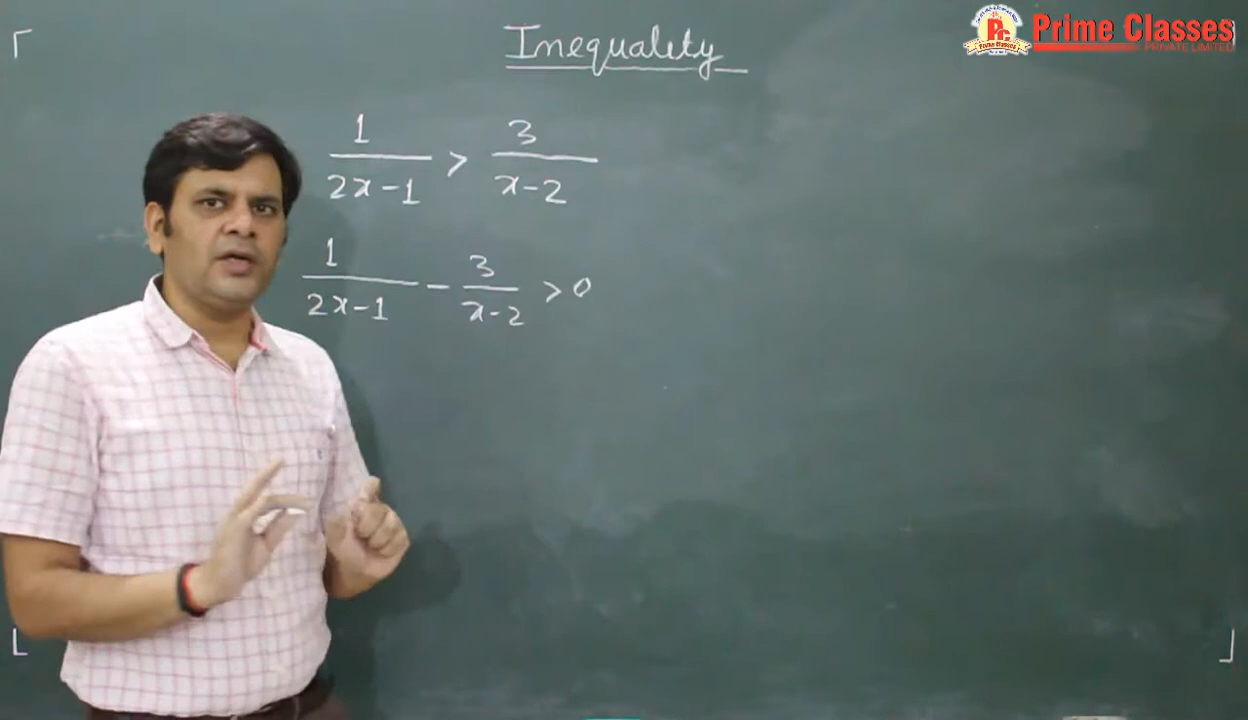 Inequality
Prime Classes
PRIVATE LIMITED
1/(2x-1) > 3/(x-2)
1/(2x-1) - 3/(x-2) > 0